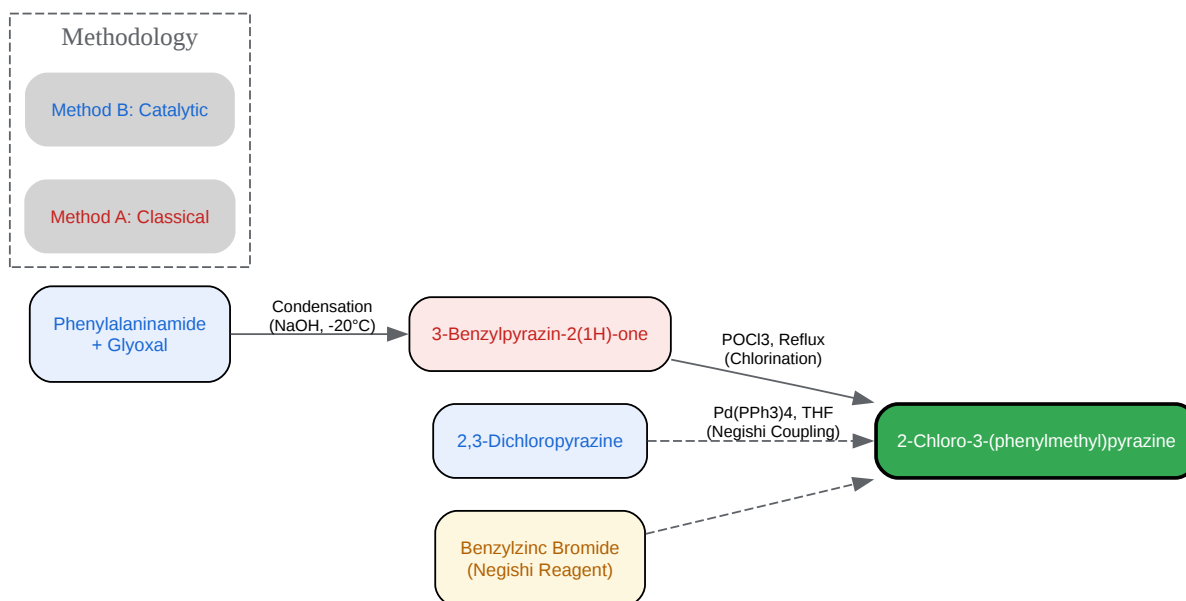 Methodology
Method B: Catalytic
Method A: Classical
Phenylalaninamide
+ Glyoxal
Condensation
(NaOH, -20°C)
3-Benzylpyrazin-2(1H)-one
POCl3, Reflux
(Chlorination)
2,3-Dichloropyrazine
Pd(PPh3)4, THF
(Negishi Coupling)
2-Chloro-3-(phenylmethyl)pyrazine
Benzylzinc Bromide
(Negishi Reagent)